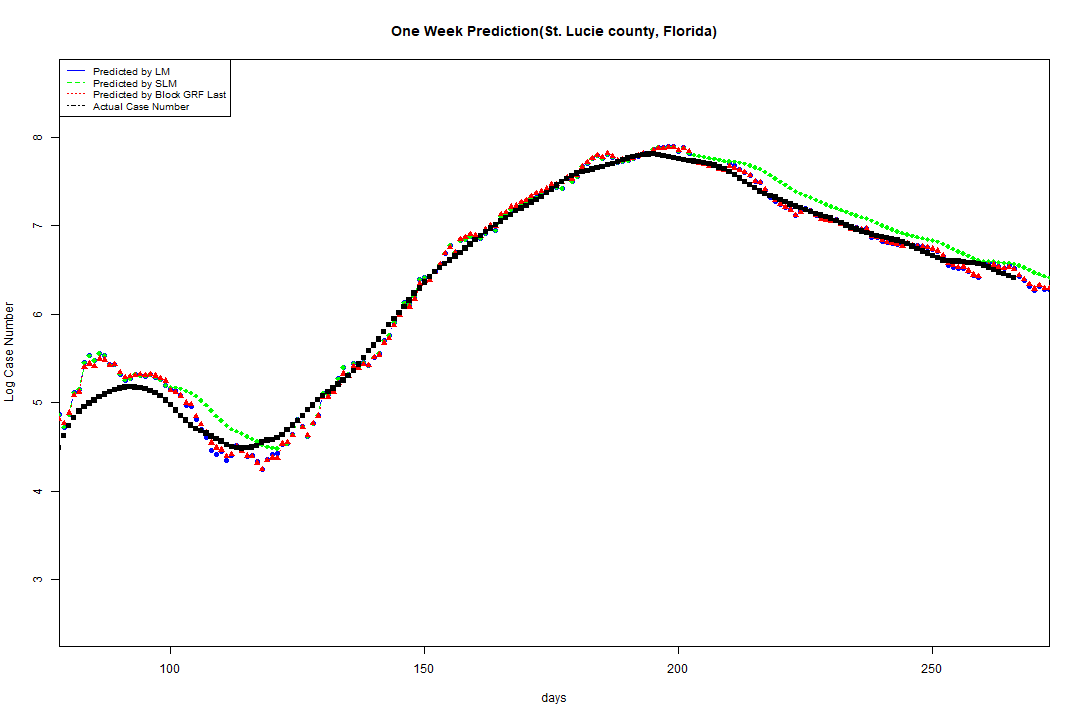 One Week Prediction(St. Lucie county, Florida)
Predicted by LM
Predicted by SLM
Predicted by Block GRF Last
Actual Case Number
8
7
6
5
4
3
Log Case Number
100 150 200 250
days